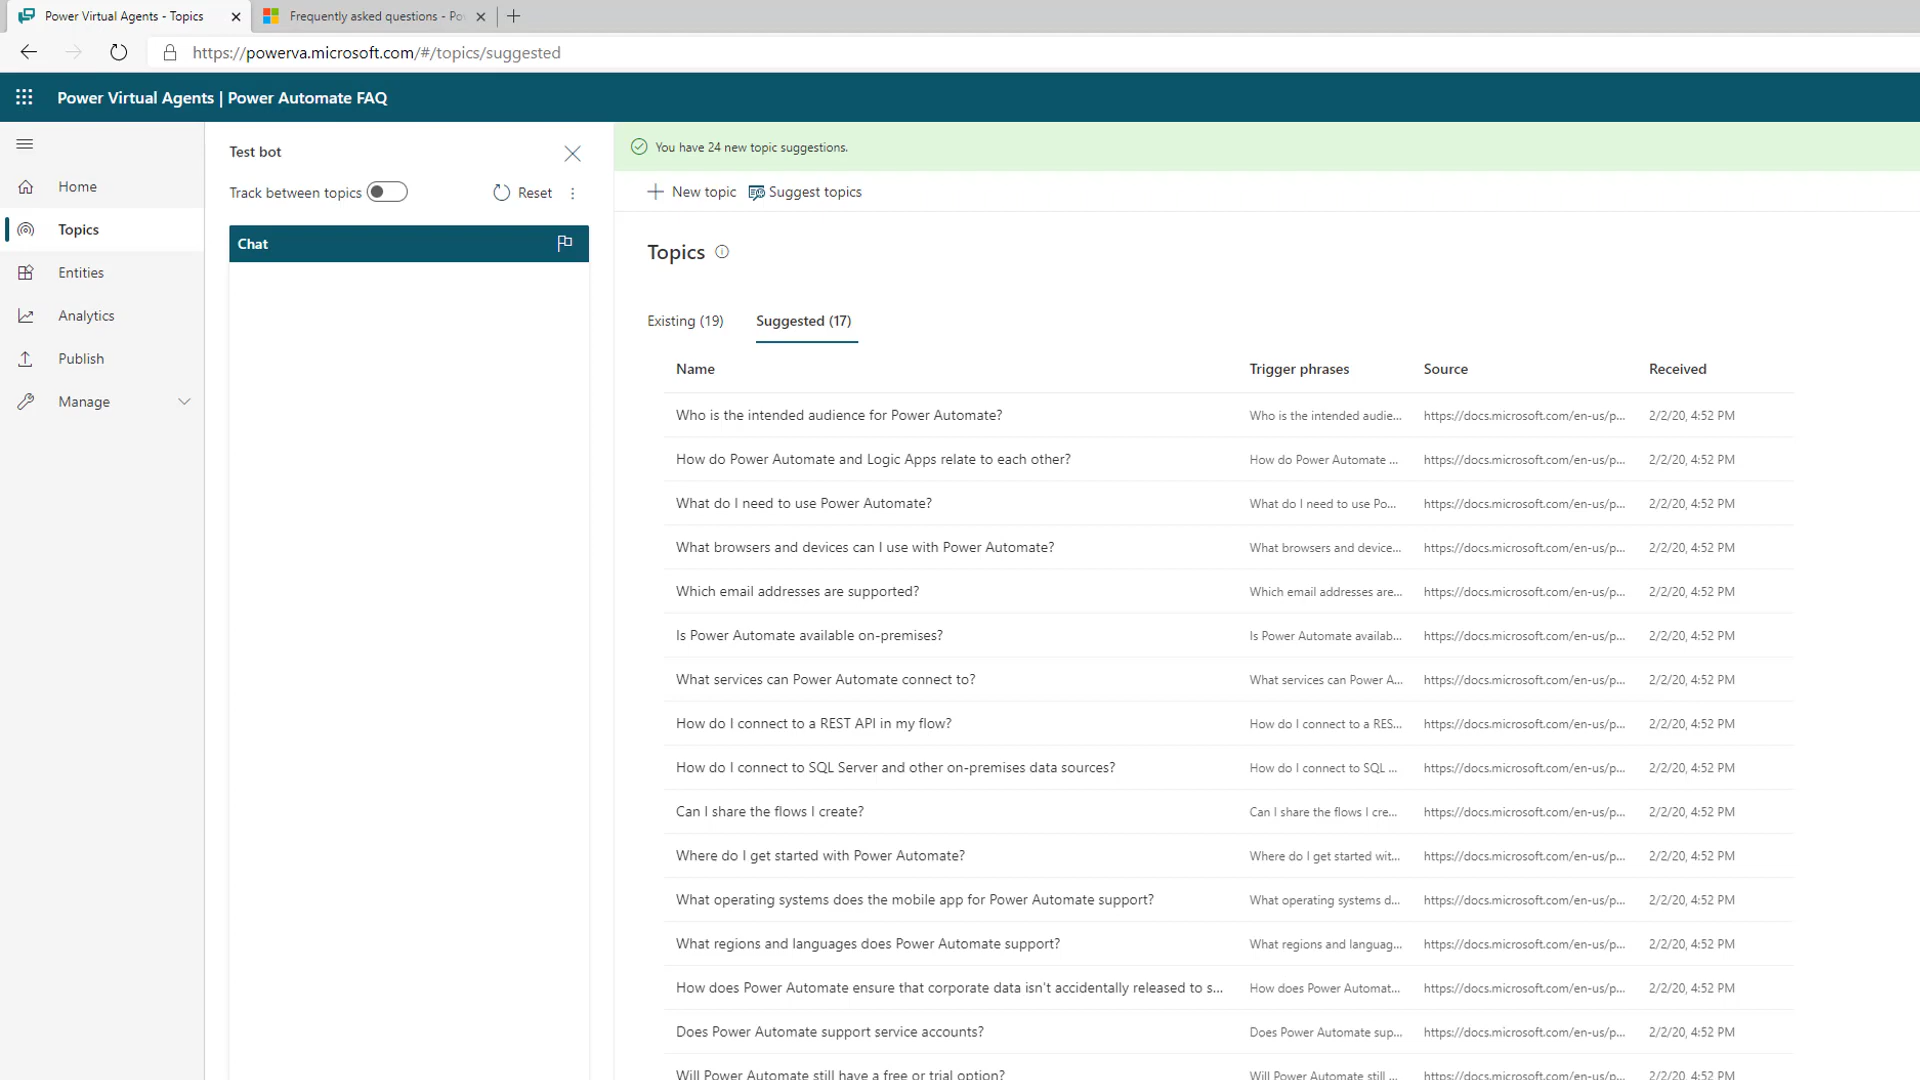 Power Virtual Agents - Topics
Frequently asked questions - Po
https://powerva.microsoft.com/#/topics/suggested
Power Virtual Agents | Power Automate FAQ
Home
Topics
Entities
Analytics
Publish
Manage
Test bot
Track between topics
Reset
Chat
You have 24 new topic suggestions.
New topic
Suggest topics
Topics
Existing (19)
Suggested (17)
Name Trigger phrases Source Received
Who is the intended audience for Power Automate? Who is the intended audie... https://docs.microsoft.com/en-us/p... 2/2/20, 4:52 PM
How do Power Automate and Logic Apps relate to each other? How do Power Automate ... https://docs.microsoft.com/en-us/p... 2/2/20, 4:52 PM
What do I need to use Power Automate? What do I need to use Po... https://docs.microsoft.com/en-us/p... 2/2/20, 4:52 PM
What browsers and devices can I use with Power Automate? What browsers and device... https://docs.microsoft.com/en-us/p... 2/2/20, 4:52 PM
Which email addresses are supported? Which email addresses are... https://docs.microsoft.com/en-us/p... 2/2/20, 4:52 PM
Is Power Automate available on-premises? Is Power Automate availab... https://docs.microsoft.com/en-us/p... 2/2/20, 4:52 PM
What services can Power Automate connect to? What services can Power A... https://docs.microsoft.com/en-us/p... 2/2/20, 4:52 PM
How do I connect to a REST API in my flow? How do I connect to a RES... https://docs.microsoft.com/en-us/p... 2/2/20, 4:52 PM
How do I connect to SQL Server and other on-premises data sources? How do I connect to SQL ... https://docs.microsoft.com/en-us/p... 2/2/20, 4:52 PM
Can I share the flows I create? Can I share the flows I cre... https://docs.microsoft.com/en-us/p... 2/2/20, 4:52 PM
Where do I get started with Power Automate? Where do I get started wit... https://docs.microsoft.com/en-us/p... 2/2/20, 4:52 PM
What operating systems does the mobile app for Power Automate support? What operating systems d... https://docs.microsoft.com/en-us/p... 2/2/20, 4:52 PM
What regions and languages does Power Automate support? What regions and languag... https://docs.microsoft.com/en-us/p... 2/2/20, 4:52 PM
How does Power Automate ensure that corporate data isn't accidentally released to s... How does Power Automat... https://docs.microsoft.com/en-us/p... 2/2/20, 4:52 PM
Does Power Automate support service accounts? Does Power Automate sup... https://docs.microsoft.com/en-us/p... 2/2/20, 4:52 PM
Will Power Automate still have a free or trial option? Will Power Automate still ... https://docs.microsoft.com/en-us/p... 2/2/20, 4:52 PM